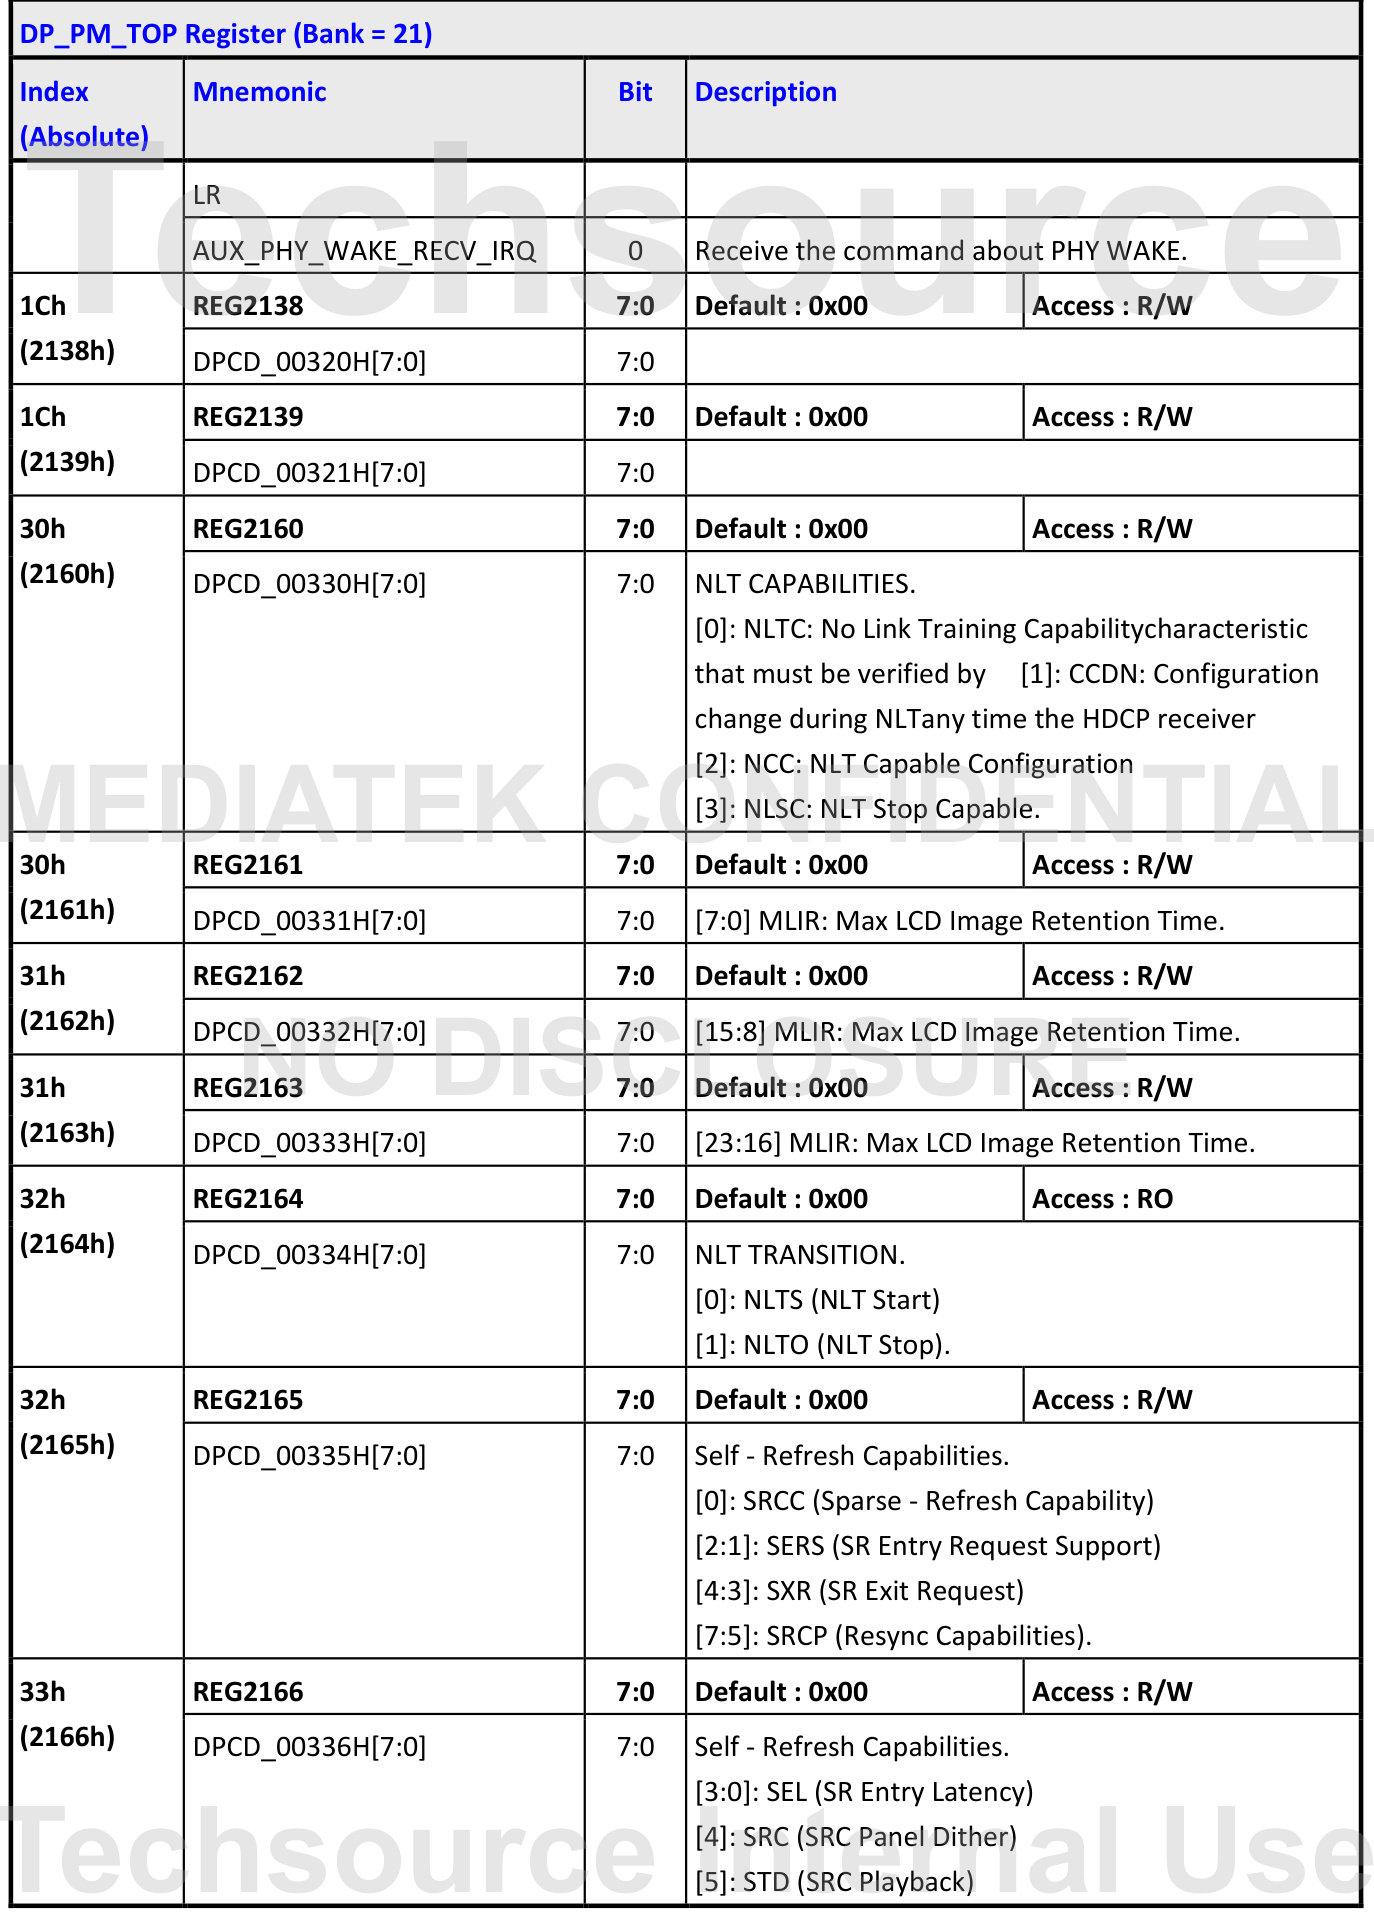 DP_PM_TOP Register (Bank = 21)
Index Mnemonic Bit Description
(Absolute)
LR
AUX_PHY_WAKE_RECV_IRQ 0 Receive the command about PHY WAKE.
Techsource
1Ch REG2138 7:0 Default : 0x00 Access : R/W
(2138h) DPCD_00320H[7:0] 7:0
1Ch REG2139 7:0 Default : 0x00 Access : R/W
(2139h) DPCD_00321H[7:0] 7:0
30h REG2160 7:0 Default : 0x00 Access : R/W
(2160h) DPCD_00330H[7:0] 7:0 NLT CAPABILITIES.
[0]: NLTC: No Link Training Capabilitycharacteristic
that must be verified by [1]: CCDN: Configuration
change during NLTany time the HDCP receiver
[2]: NCC: NLT Capable Configuration
[3]: NLSC: NLT Stop Capable.
MEDIATEK CONFIDENTIAL
30h REG2161 7:0 Default : 0x00 Access : R/W
(2161h) DPCD_00331H[7:0] 7:0 [7:0] MLIR: Max LCD Image Retention Time.
31h REG2162 7:0 Default : 0x00 Access : R/W
(2162h) DPCD_00332H[7:0] 7:0 [15:8] MLIR: Max LCD Image Retention Time.
NO DISCLOSURE
31h REG2163 7:0 Default : 0x00 Access : R/W
(2163h) DPCD_00333H[7:0] 7:0 [23:16] MLIR: Max LCD Image Retention Time.
32h REG2164 7:0 Default : 0x00 Access : RO
(2164h) DPCD_00334H[7:0] 7:0 NLT TRANSITION.
[0]: NLTS (NLT Start)
[1]: NLTO (NLT Stop).
32h REG2165 7:0 Default : 0x00 Access : R/W
(2165h) DPCD_00335H[7:0] 7:0 Self - Refresh Capabilities.
[0]: SRCC (Sparse - Refresh Capability)
[2:1]: SERS (SR Entry Request Support)
[4:3]: SXR (SR Exit Request)
[7:5]: SRCP (Resync Capabilities).
33h REG2166 7:0 Default : 0x00 Access : R/W
(2166h) DPCD_00336H[7:0] 7:0 Self - Refresh Capabilities.
[3:0]: SEL (SR Entry Latency)
[4]: SRC (SRC Panel Dither)
[5]: STD (SRC Playback)
Techsource Internal Use